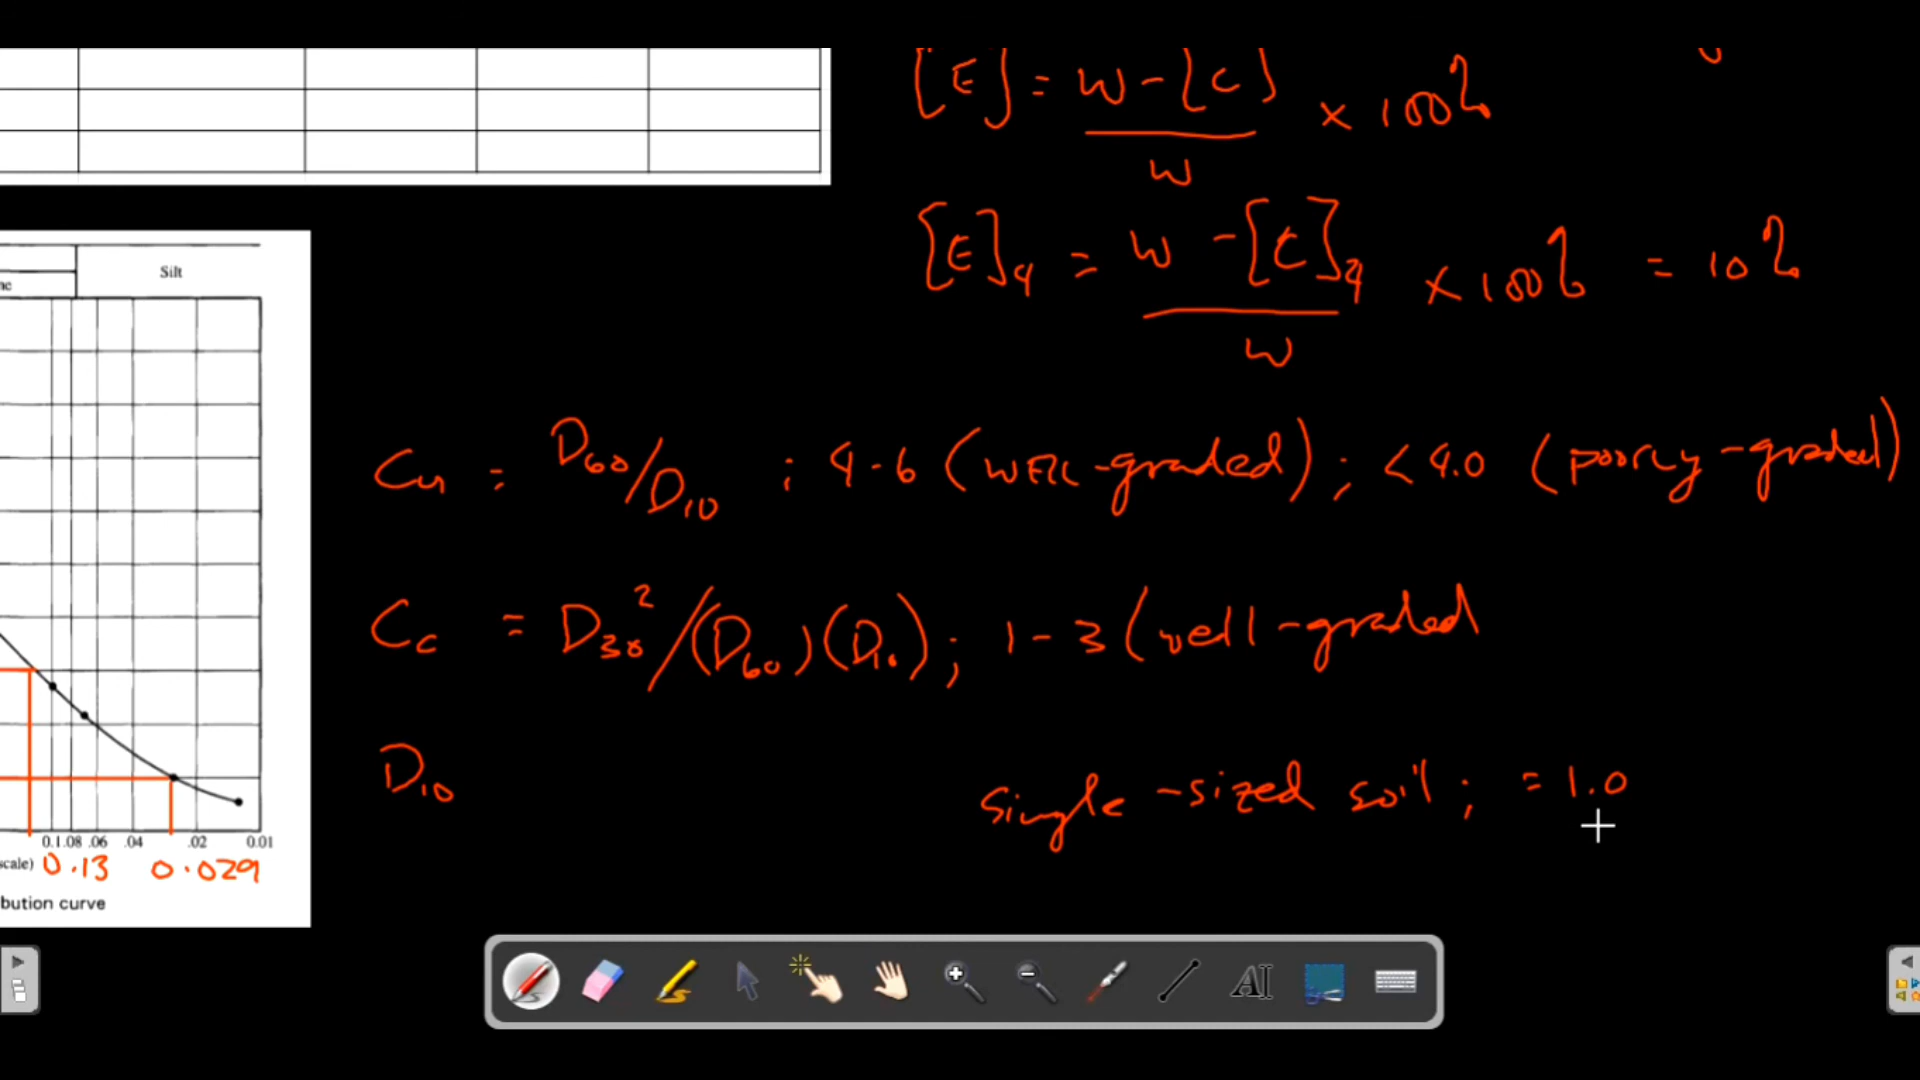 [E] = W - [C] / W × 100%
[E]4 = W - [C]4 / W × 100% = 10%
Silt
Cu = D60/D10 ; 4-6 (WELL-graded) ; < 4.0 (poorly-graded)
Cc = D30²/(D60)(D10) ; 1-3 (well-graded
D10
single-sized soil ; = 1.0
0.1 .08 .06 .04 .02 0.01
scale) 0.13 0.029
bution curve
AI